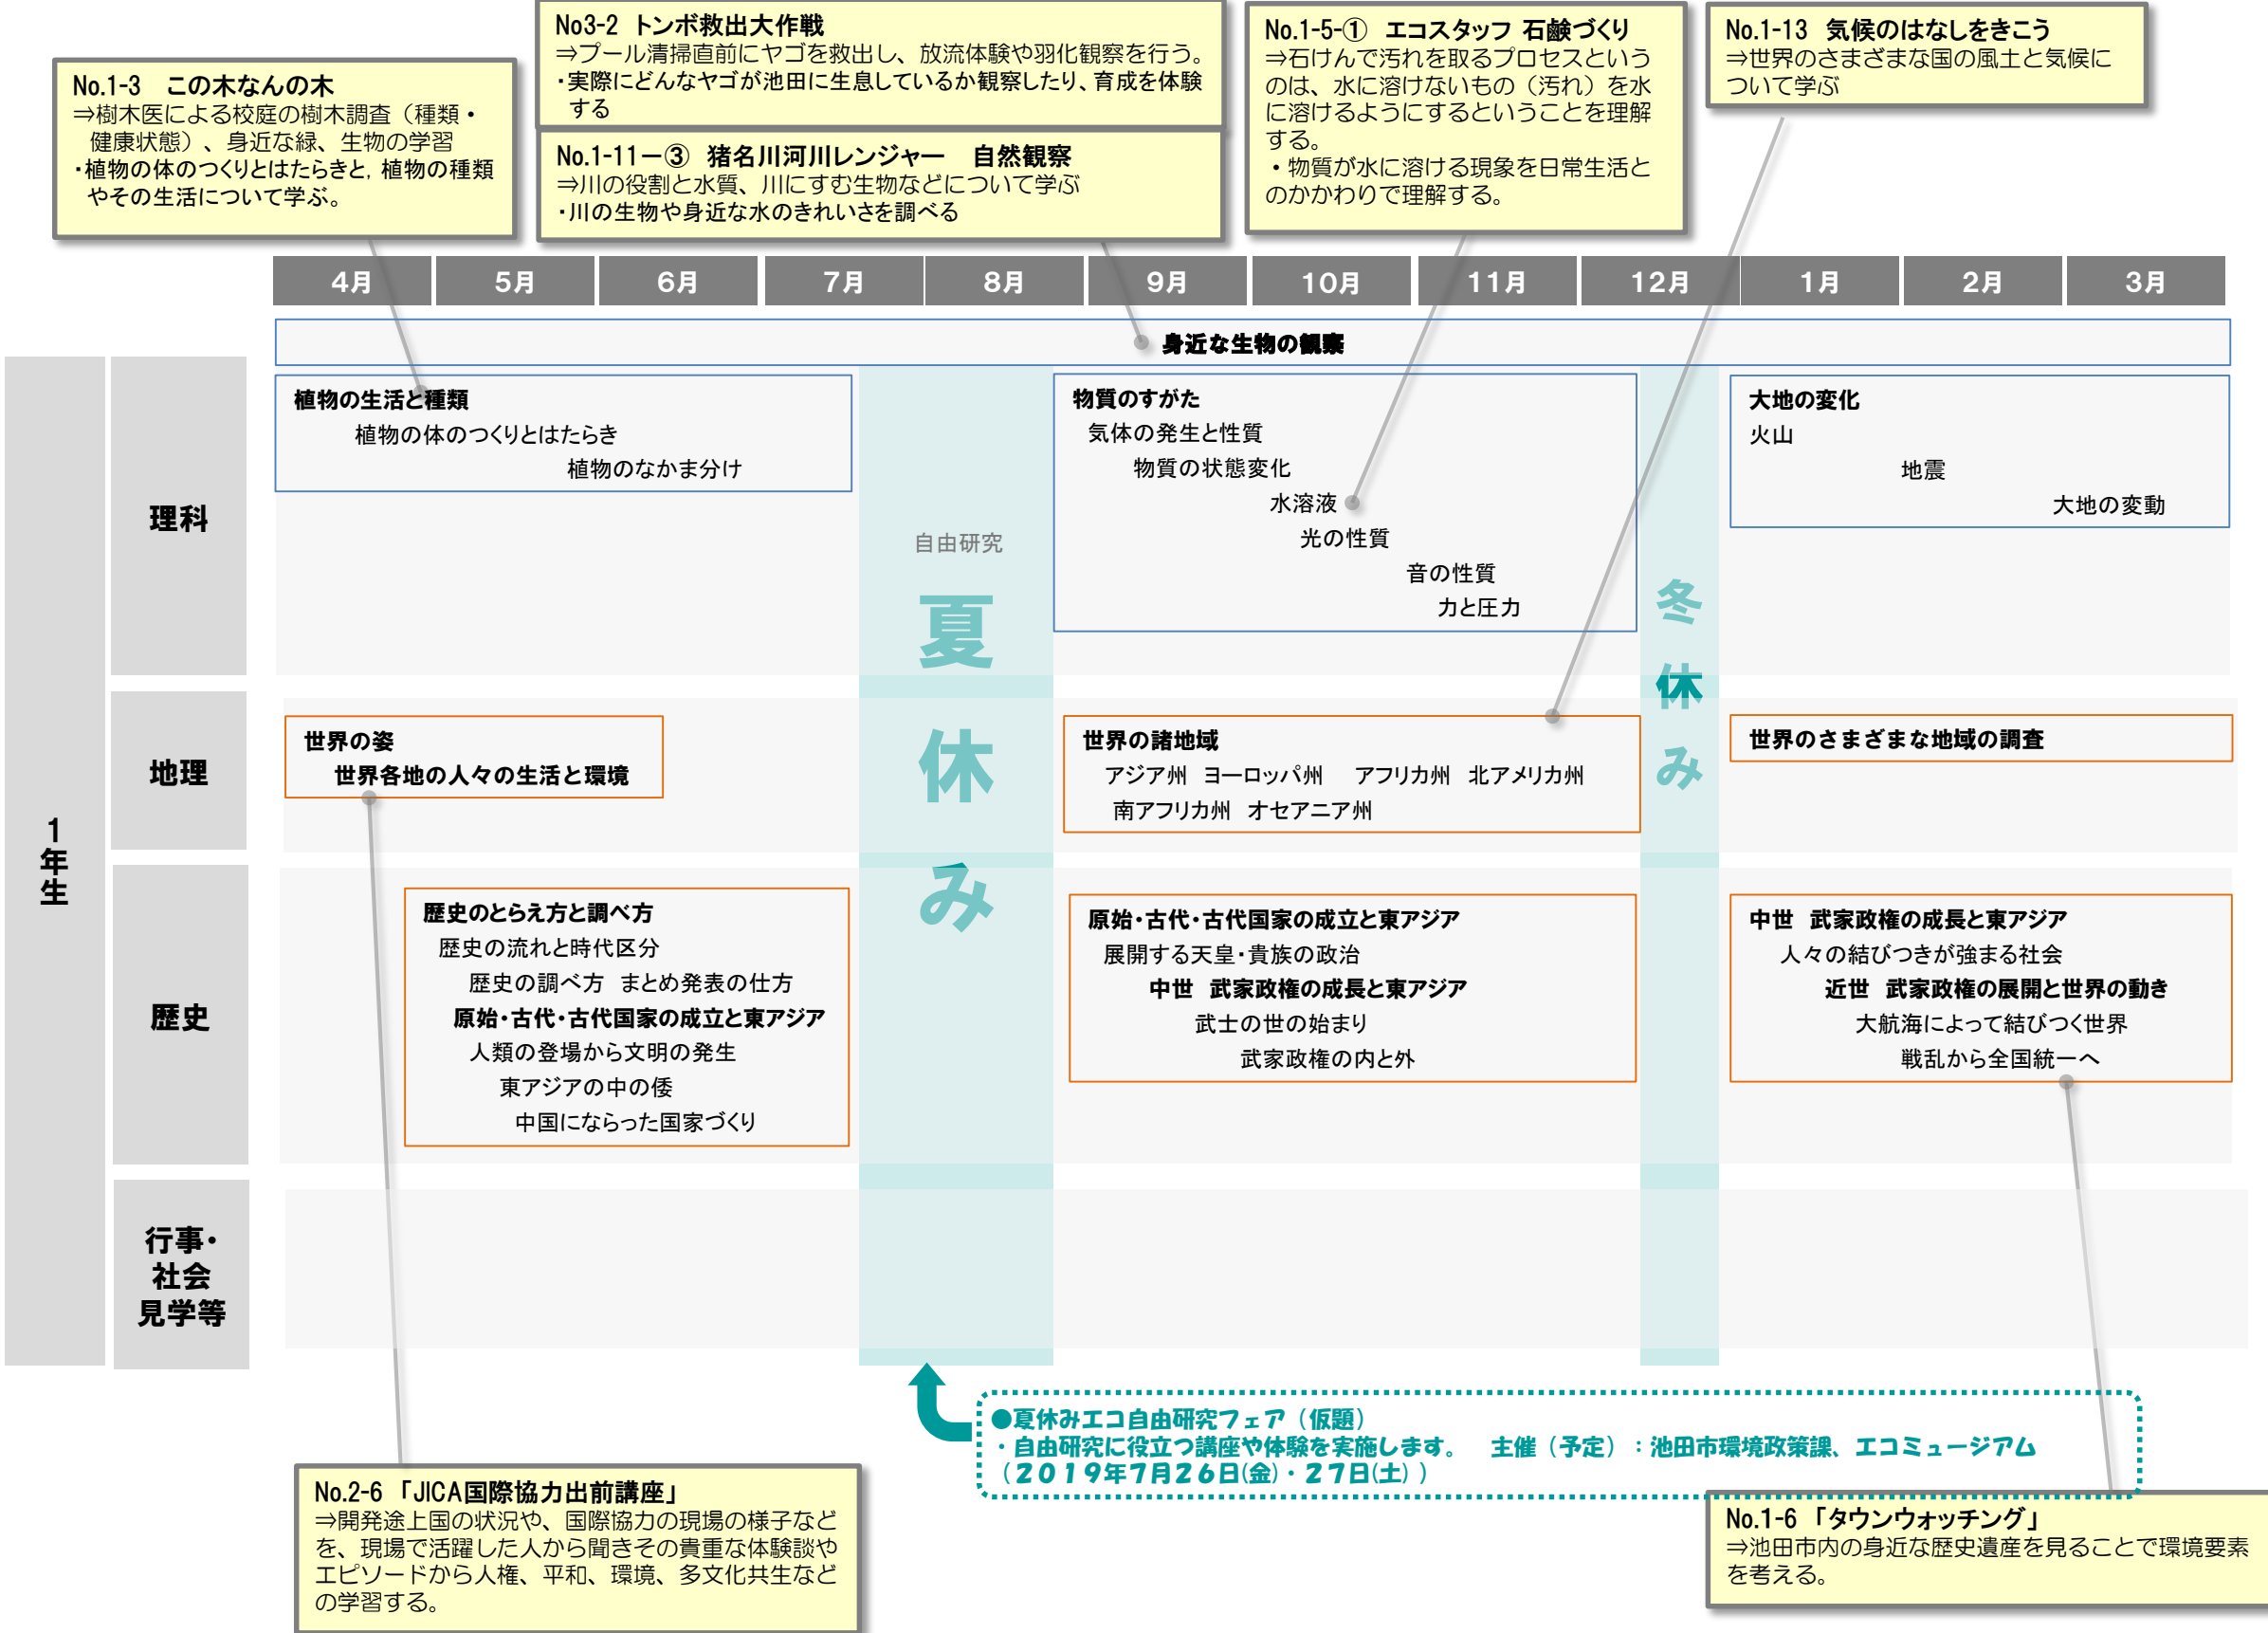 No3-2 トンボ救出大作戦
⇒プール清掃直前にヤゴを救出し、放流体験や羽化観察を行う。
・実際にどんなヤゴが池田に生息しているか観察したり、育成を体験
する
No.1-5-① エコスタッフ 石鹸づくり
⇒石けんで汚れを取るプロセスという
のは、水に溶けないもの（汚れ）を水
に溶けるようにするということを理解
する。
・物質が水に溶ける現象を日常生活と
のかかわりで理解する。
No.1-13 気候のはなしをきこう
⇒世界のさまざまな国の風土と気候に
ついて学ぶ
No.1-3 この木なんの木
⇒樹木医による校庭の樹木調査（種類・
健康状態）、身近な緑、生物の学習
・植物の体のつくりとはたらきと，植物の種類
やその生活について学ぶ。
No.1-11－③ 猪名川河川レンジャー 自然観察
⇒川の役割と水質、川にすむ生物などについて学ぶ
・川の生物や身近な水のきれいさを調べる
4月 5月 6月 7月 8月 9月 10月 11月 12月 1月 2月 3月
身近な生物の観察
1年生
理科
植物の生活と種類
植物の体のつくりとはたらき
植物のなかま分け
自由研究
夏休み
物質のすがた
気体の発生と性質
物質の状態変化
水溶液
光の性質
音の性質
力と圧力
冬休み
大地の変化
火山
地震
大地の変動
地理
世界の姿
世界各地の人々の生活と環境
世界の諸地域
アジア州 ヨーロッパ州 アフリカ州 北アメリカ州
南アフリカ州 オセアニア州
世界のさまざまな地域の調査
歴史
歴史のとらえ方と調べ方
歴史の流れと時代区分
歴史の調べ方 まとめ発表の仕方
原始・古代・古代国家の成立と東アジア
人類の登場から文明の発生
東アジアの中の倭
中国にならった国家づくり
原始・古代・古代国家の成立と東アジア
展開する天皇・貴族の政治
中世 武家政権の成長と東アジア
武士の世の始まり
武家政権の内と外
中世 武家政権の成長と東アジア
人々の結びつきが強まる社会
近世 武家政権の展開と世界の動き
大航海によって結びつく世界
戦乱から全国統一へ
行事・
社会
見学等
●夏休みエコ自由研究フェア（仮題）
・自由研究に役立つ講座や体験を実施します。 主催（予定）：池田市環境政策課、エコミュージアム
（２０１９年７月２６日(金)・２７日(土)）
No.2-6 「JICA国際協力出前講座」
⇒開発途上国の状況や、国際協力の現場の様子など
を、現場で活躍した人から聞きその貴重な体験談や
エピソードから人権、平和、環境、多文化共生など
の学習する。
No.1-6 「タウンウォッチング」
⇒池田市内の身近な歴史遺産を見ることで環境要素
を考える。